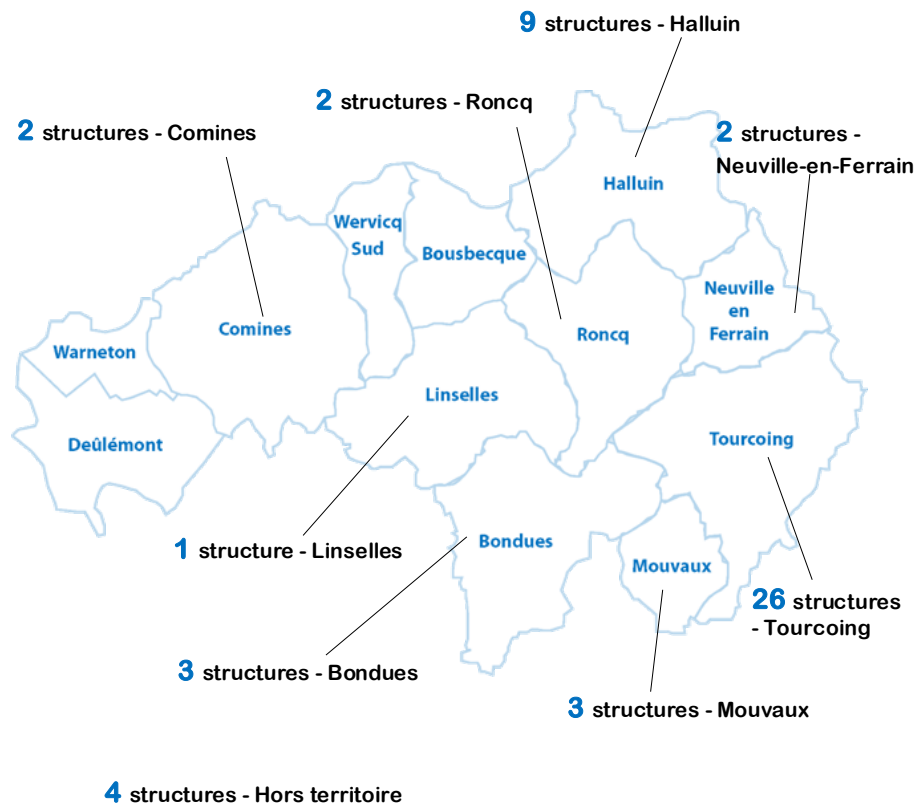 9 structures - Halluin
2 structures - Roncq
2 structures - Comines
2 structures -
Neuville-en-Ferrain
Halluin
Wervicq
Sud
Bousbecque
Neuville
en
Ferrain
Comines
Roncq
Warneton
Linselles
Deûlémont
Tourcoing
1 structure - Linselles
Bondues
Mouvaux
26 structures
- Tourcoing
3 structures - Bondues
3 structures - Mouvaux
4 structures - Hors territoire